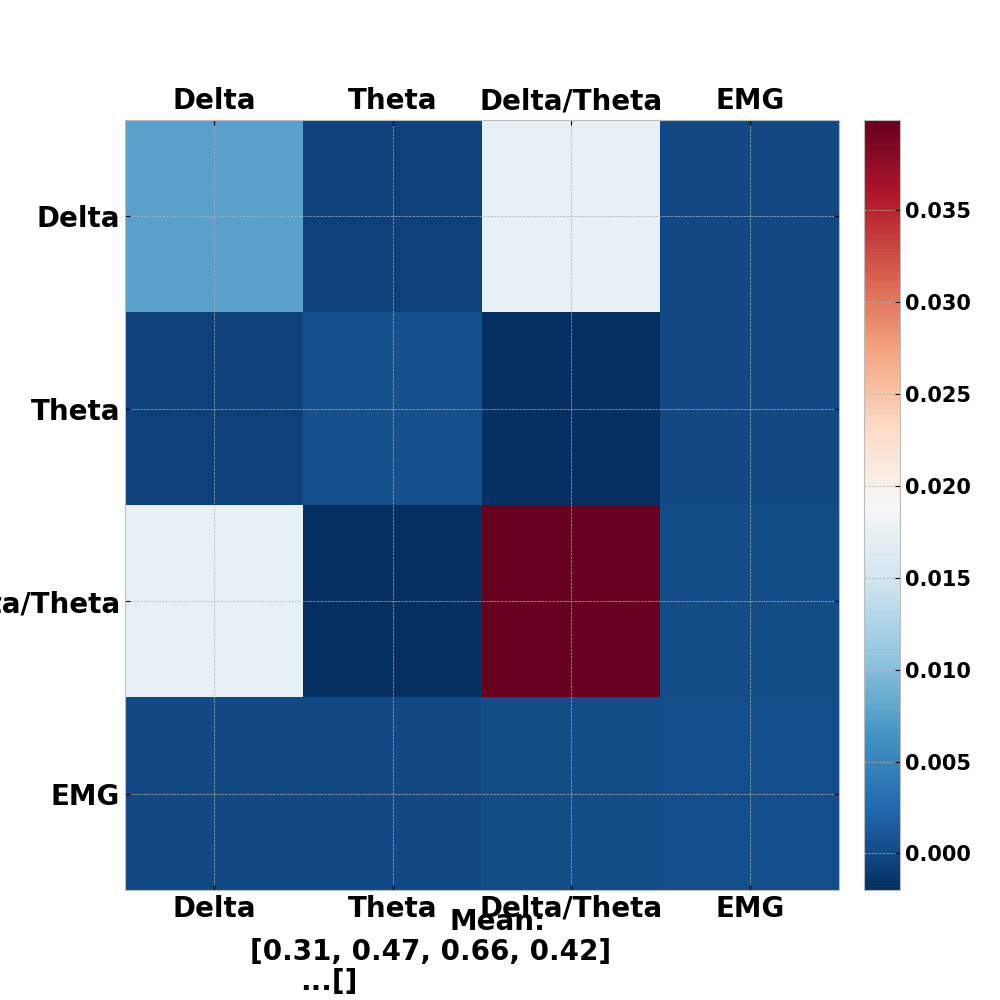 Delta Theta Delta/Theta EMG
Delta
Theta
ta/Theta
EMG
0.035
0.030
0.025
0.020
0.015
0.010
0.005
0.000
Delta Theta Delta/Theta EMG
Mean:
[0.31, 0.47, 0.66, 0.42]
...[]